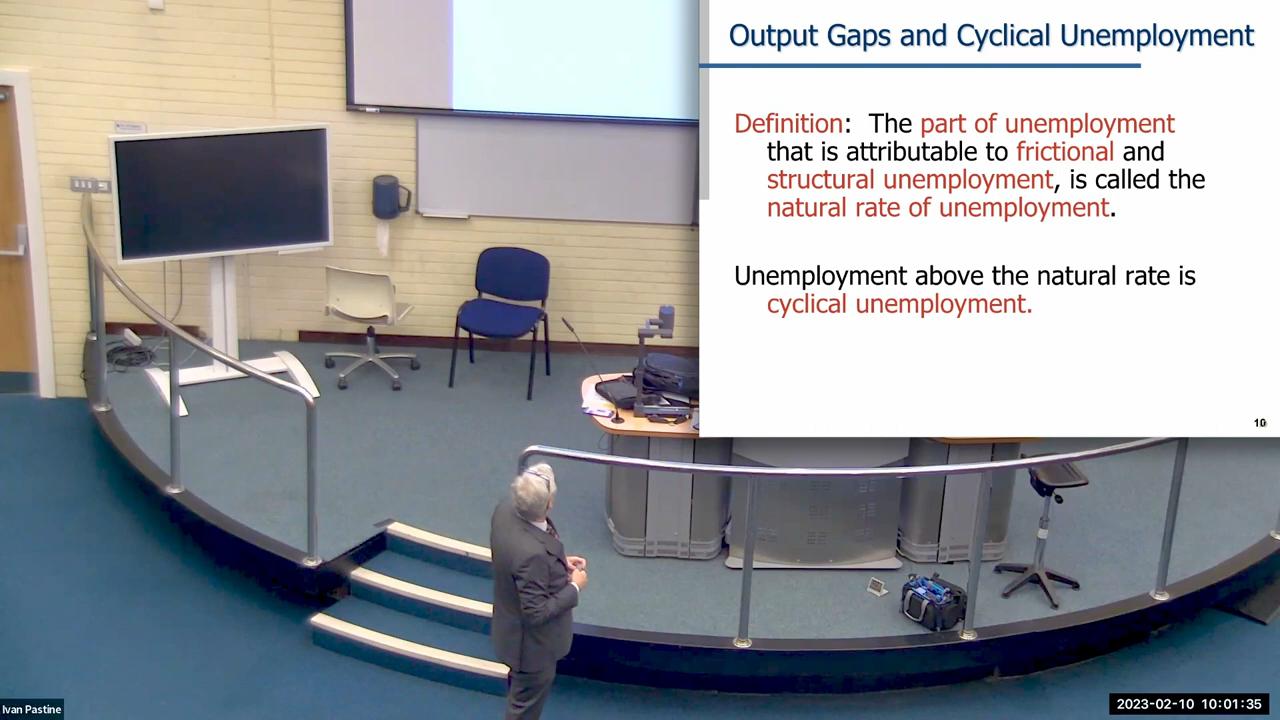 Output Gaps and Cyclical Unemployment
Definition: The part of unemployment
that is attributable to frictional and
structural unemployment, is called the
natural rate of unemployment.
Unemployment above the natural rate is
cyclical unemployment.
Ivan Pastine
2023-02-10 10:01:35